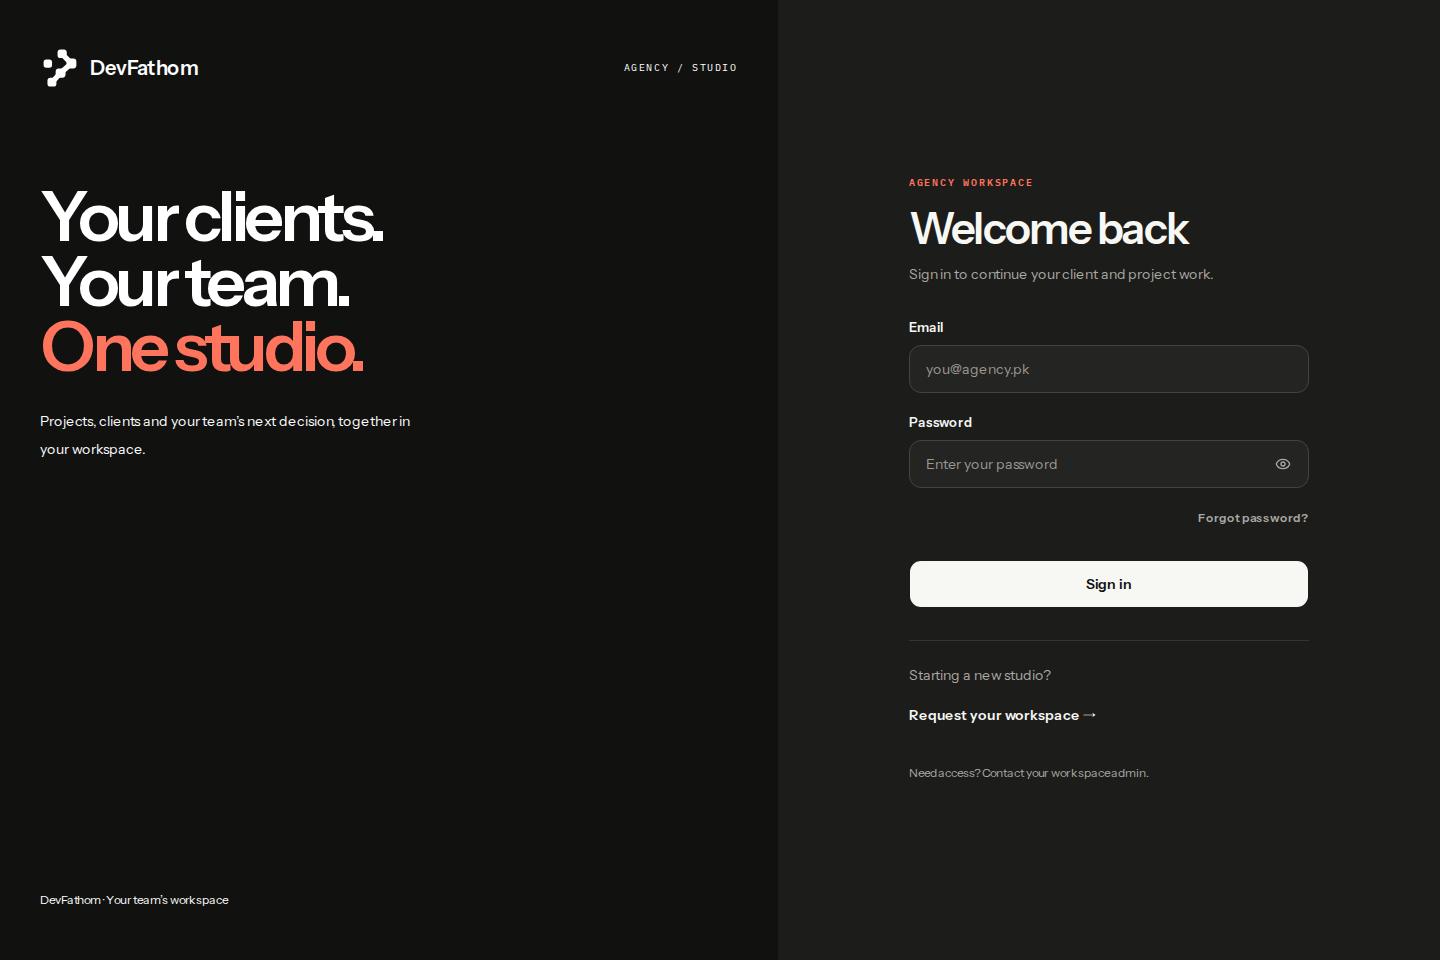 DevFathom
AGENCY / STUDIO
Your clients.
Your team.
One studio.
Projects, clients and your team's next decision, together in
your workspace.
DevFathom · Your team's workspace
AGENCY WORKSPACE
Welcome back
Sign in to continue your client and project work.
Email
you@agency.pk
Password
Enter your password
Forgot password?
Sign in
Starting a new studio?
Request your workspace →
Need access? Contact your workspace admin.